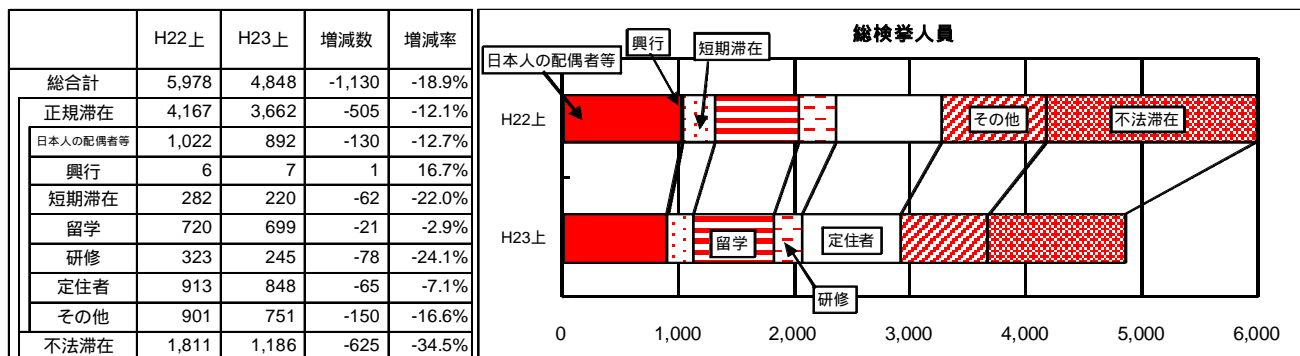 H22上 H23上 増減数 増減率
総合計 5,978 4,848 -1,130 -18.9%
正規滞在 4,167 3,662 -505 -12.1%
日本人の配偶者等 1,022 892 -130 -12.7%
興行 6 7 1 16.7%
短期滞在 282 220 -62 -22.0%
留学 720 699 -21 -2.9%
研修 323 245 -78 -24.1%
定住者 913 848 -65 -7.1%
その他 901 751 -150 -16.6%
不法滞在 1,811 1,186 -625 -34.5%
総検挙人員
日本人の配偶者等 興行 短期滞在
H22上 その他 不法滞在
H23上 留学 定住者
研修
0 1,000 2,000 3,000 4,000 5,000 6,000